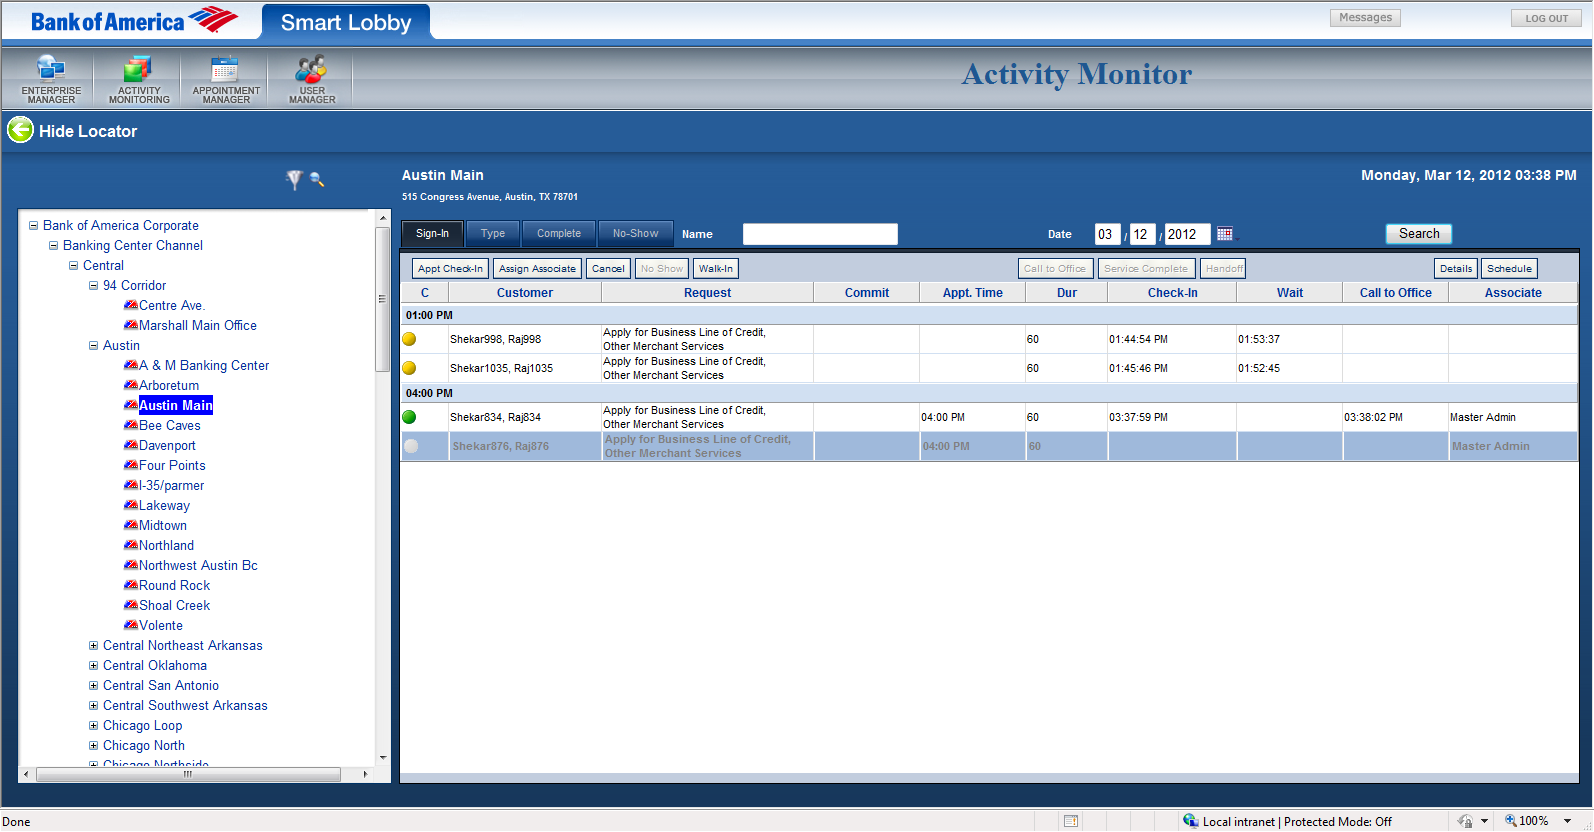 Bank of America
Smart Lobby
Messages
LOG OUT
ENTERPRISE
MANAGER
ACTIVITY
MONITORING
APPOINTMENT
MANAGER
USER
MANAGER
Activity Monitor
Hide Locator
Austin Main
Monday, Mar 12, 2012 03:38 PM
515 Congress Avenue, Austin, TX 78701
Bank of America Corporate
Banking Center Channel
Central
94 Corridor
Centre Ave.
Marshall Main Office
Austin
A & M Banking Center
Arboretum
Austin Main
Bee Caves
Davenport
Four Points
I-35/parmer
Lakeway
Midtown
Northland
Northwest Austin Bc
Round Rock
Shoal Creek
Volente
Central Northeast Arkansas
Central Oklahoma
Central San Antonio
Central Southwest Arkansas
Chicago Loop
Chicago North
Chicago Northside
Sign-In Type Complete No-Show Name Date 03 / 12 / 2012 Search
Appt Check-In Assign Associate Cancel No Show Walk-In Call to Office Service Complete Handoff Details Schedule
C Customer Request Commit Appt. Time Dur Check-In Wait Call to Office Associate
01:00 PM
Shekar998, Raj998 Apply for Business Line of Credit, 60 01:44:54 PM 01:53:37
Other Merchant Services
Shekar1035, Raj1035 Apply for Business Line of Credit, 60 01:45:46 PM 01:52:45
Other Merchant Services
04:00 PM
Shekar834, Raj834 Apply for Business Line of Credit, 04:00 PM 60 03:37:59 PM 03:38:02 PM Master Admin
Other Merchant Services
Shekar876, Raj876 Apply for Business Line of Credit, 04:00 PM 60 Master Admin
Other Merchant Services
Done
Local intranet | Protected Mode: Off
100%